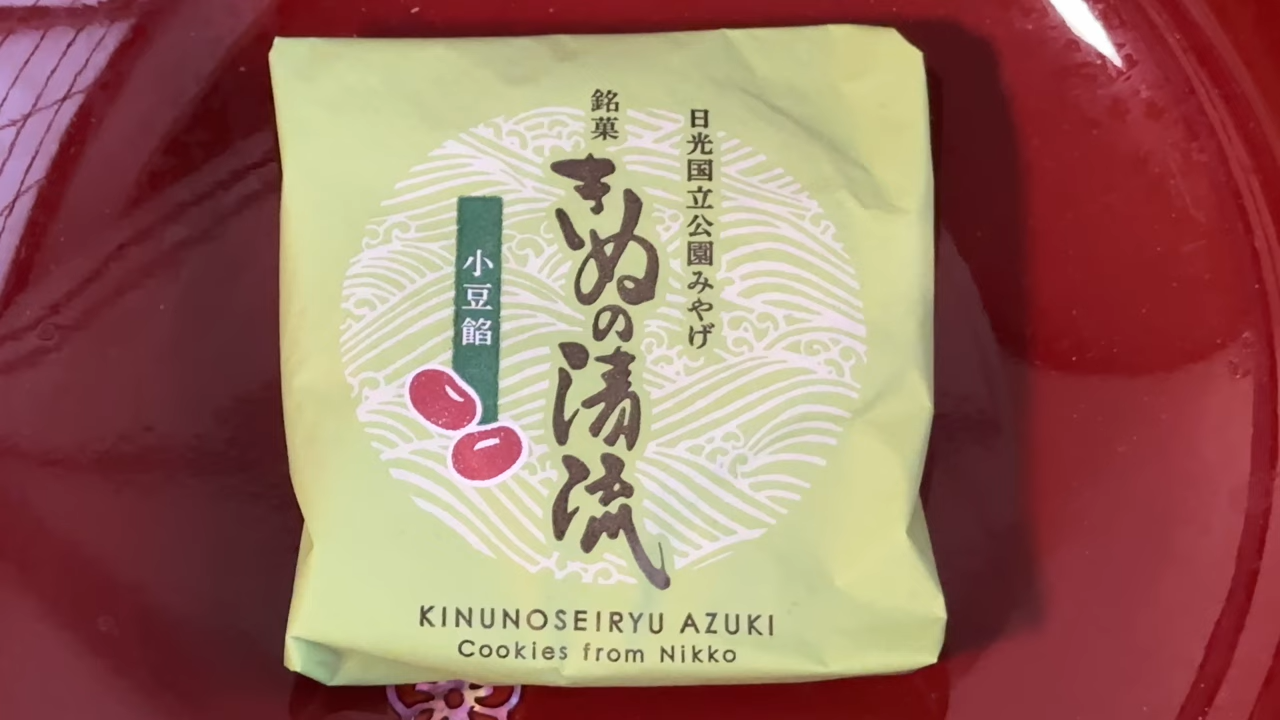 日光国立公園みやげ
銘菓
きぬの清流
小豆餡
KINUNOSEIRYU AZUKI
Cookies from Nikko